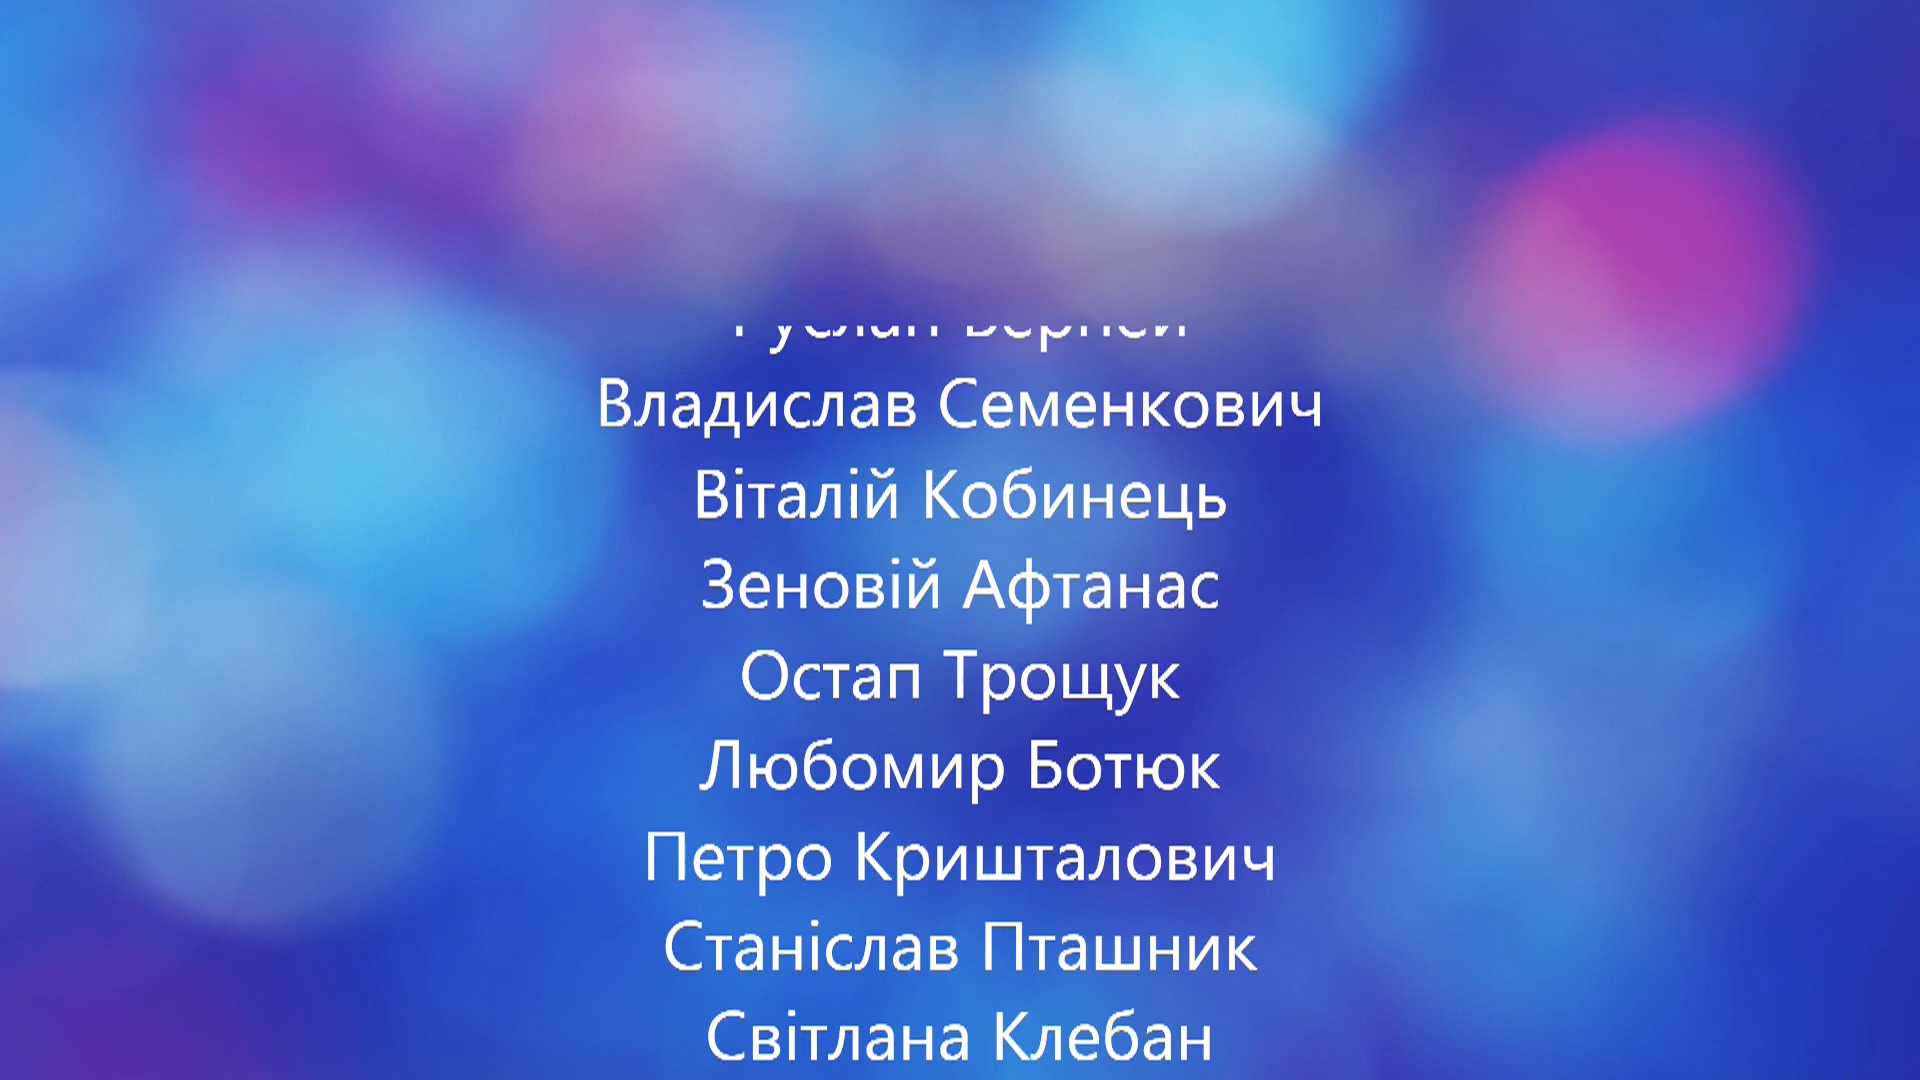 Владислав Семенкович
Віталій Кобинець
Зеновій Афтанас
Остап Трощук
Любомир Ботюк
Петро Кришталович
Станіслав Пташник
Світлана Клебан